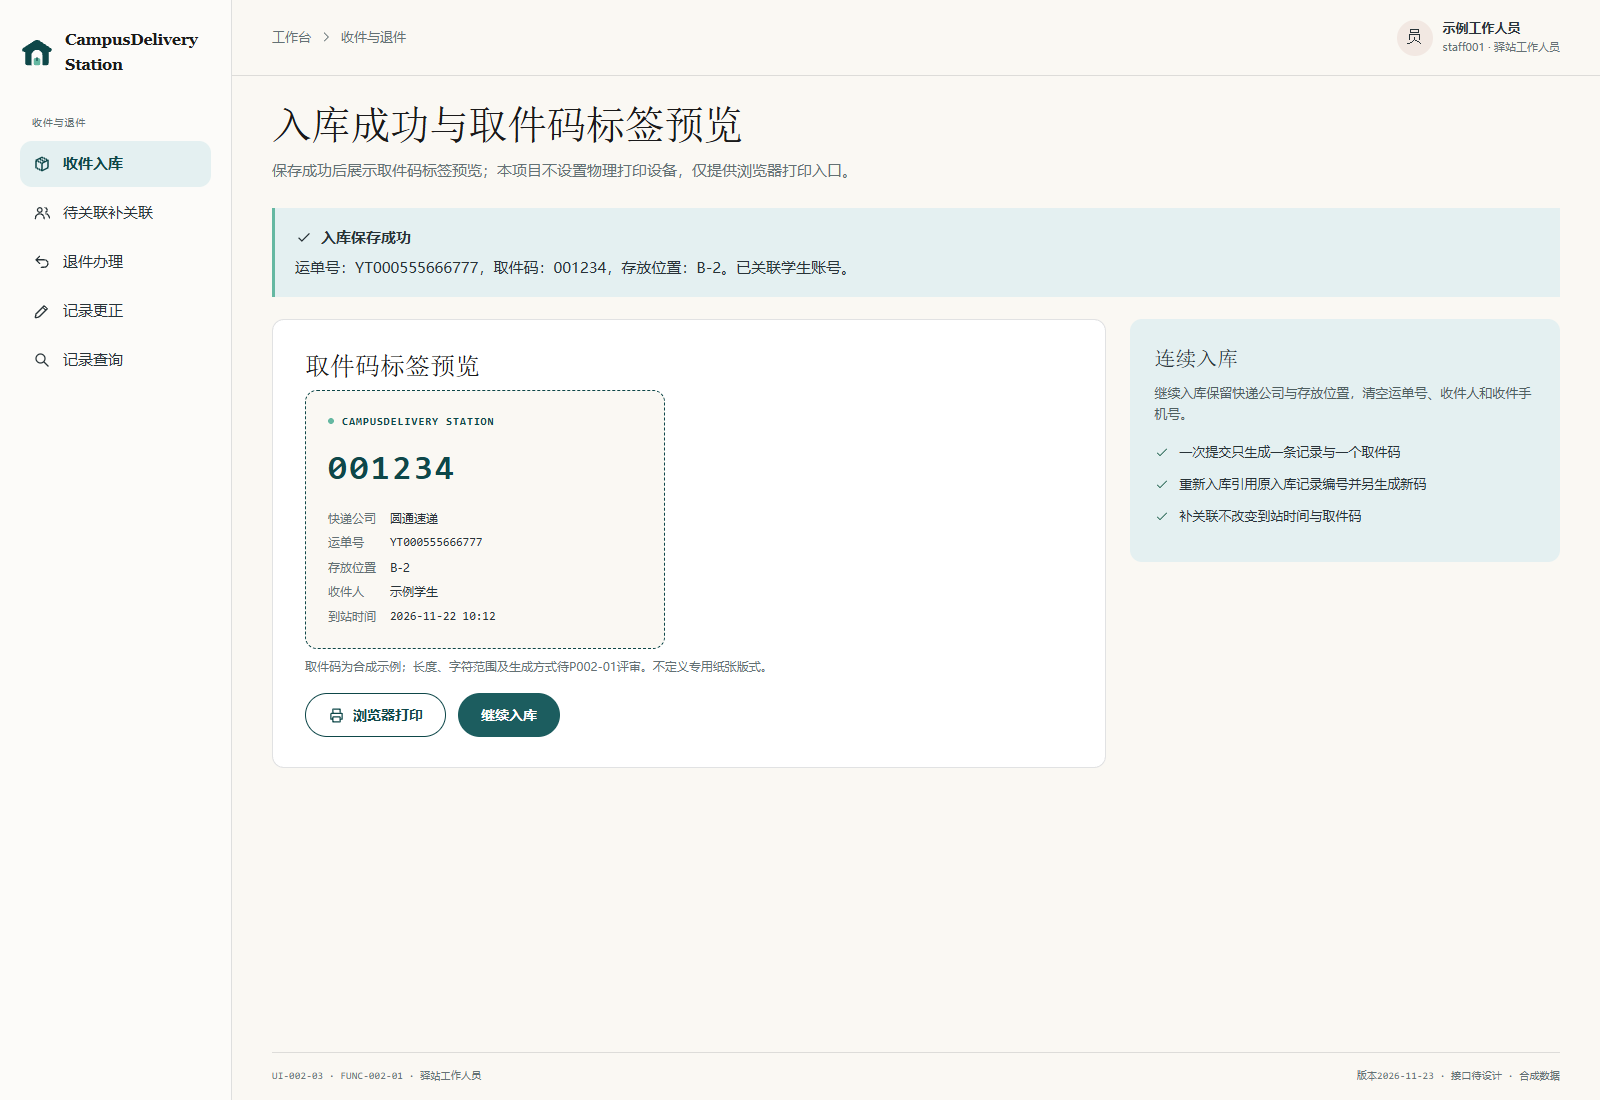 CampusDelivery
Station
收件与退件
收件入库
待关联补关联
退件办理
记录更正
记录查询
工作台 > 收件与退件
员
示例工作人员
staff001 · 驿站工作人员
入库成功与取件码标签预览
保存成功后展示取件码标签预览；本项目不设置物理打印设备，仅提供浏览器打印入口。
入库保存成功
运单号：YT000555666777，取件码：001234，存放位置：B-2。已关联学生账号。
取件码标签预览
CAMPUSDELIVERY STATION
001234
快递公司 圆通速递
运单号 YT000555666777
存放位置 B-2
收件人 示例学生
到站时间 2026-11-22 10:12
取件码为合成示例；长度、字符范围及生成方式待P002-01评审。不定义专用纸张版式。
浏览器打印
继续入库
连续入库
继续入库保留快递公司与存放位置，清空运单号、收件人和收件手
机号。
一次提交只生成一条记录与一个取件码
重新入库引用原入库记录编号并另生成新码
补关联不改变到站时间与取件码
UI-002-03 · FUNC-002-01 · 驿站工作人员
版本2026-11-23 · 接口待设计 · 合成数据